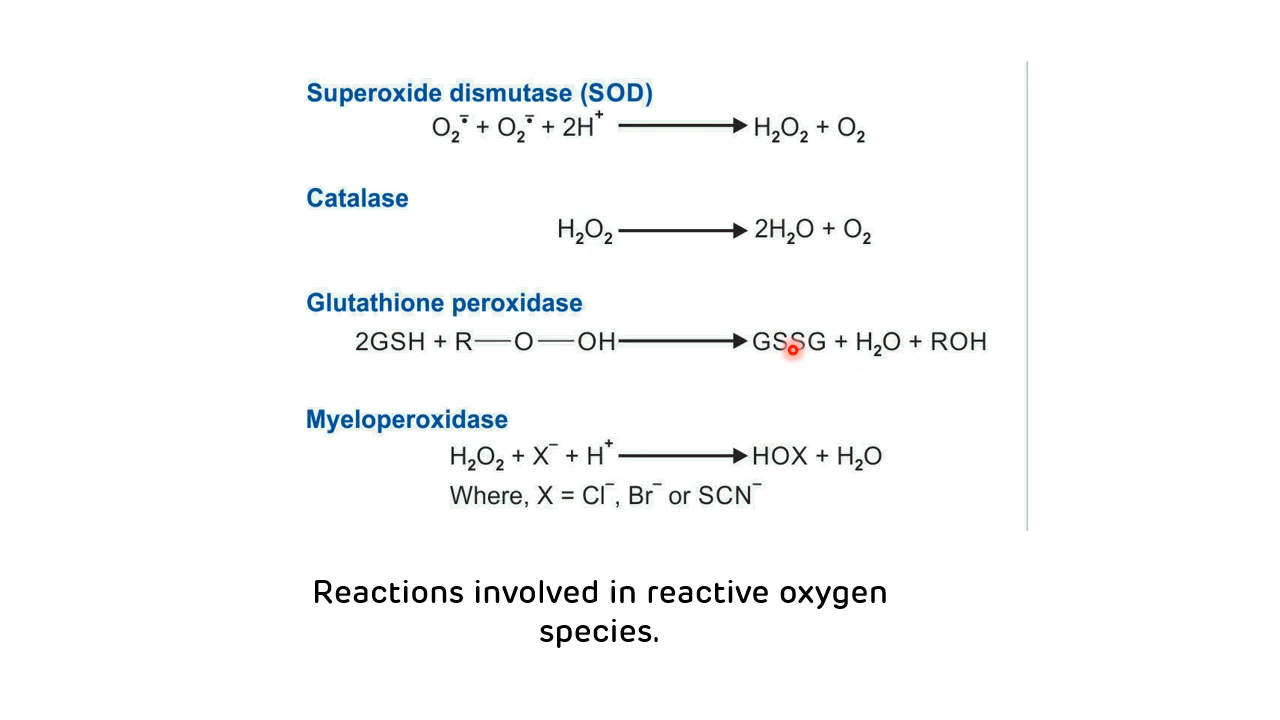 Superoxide dismutase (SOD)
O₂•̄ + O₂•̄ + 2H⁺ ⟶ H₂O₂ + O₂
Catalase
H₂O₂ ⟶ 2H₂O + O₂
Glutathione peroxidase
2GSH + R—O—OH ⟶ GSSG + H₂O + ROH
Myeloperoxidase
H₂O₂ + X⁻ + H⁺ ⟶ HOX + H₂O
Where, X = Cl⁻, Br⁻ or SCN⁻
Reactions involved in reactive oxygen
species.